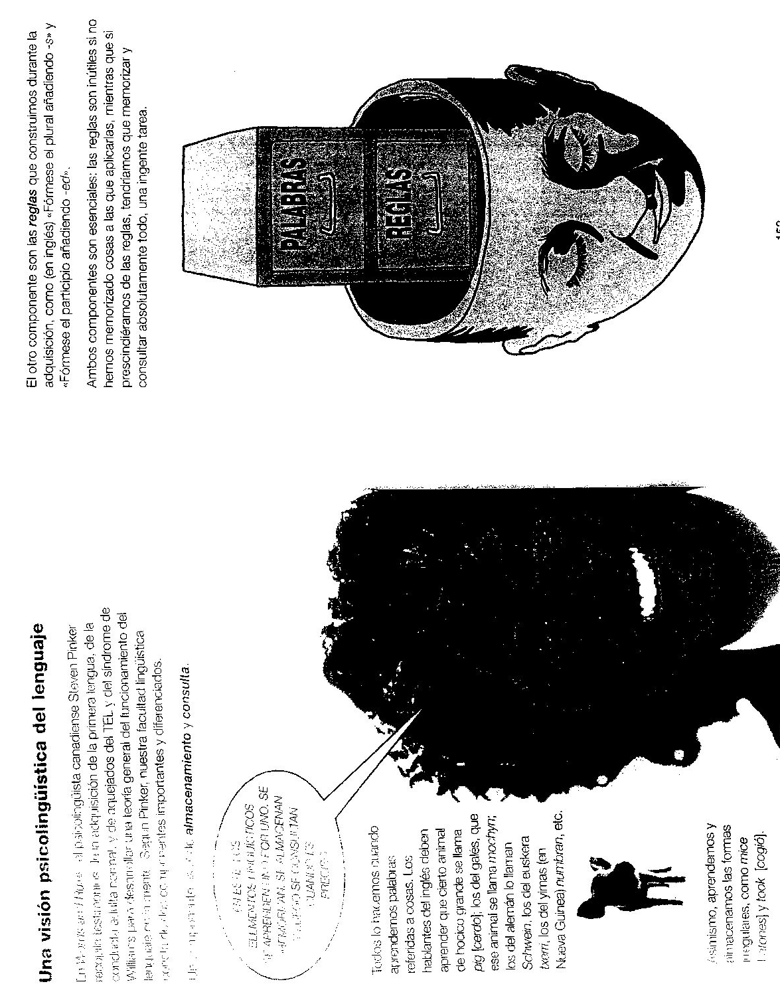 Una visión psicolingüística del lenguaje
En Words and Rules, el psicolingüista canadiense Steven Pinker
recopila testimonios de la adquisición de la primera lengua, de la
conducta adulta normal, y de aquejados del TEL y del síndrome de
Williams para desarrollar una teoría general del funcionamiento del
lenguaje en la mente. Según Pinker, nuestra facultad lingüística
consta de dos componentes importantes y diferenciados.
Un componente es el de almacenamiento y consulta.
EN ESTE, LOS
ELEMENTOS LINGÜÍSTICOS
SE APRENDEN UNO POR UNO, SE
MEMORIZAN, SE ALMACENAN
Y LUEGO SE CONSULTAN
CUANDO ES
PRECISO.
Todos lo hacemos cuando
aprendemos palabras
referidas a cosas. Los
hablantes del inglés deben
aprender que cierto animal
de hocico grande se llama
pig [cerdo]; los del galés, que
ese animal se llama mochyn;
los del alemán lo llaman
Schwein, los del euskera
txerri, los del ylmas (en
Nueva Guinea) numbran, etc.
Asimismo, aprendemos y
almacenamos las formas
irregulares, como mice
[ratones] y took [cogió].
El otro componente son las reglas que construimos durante la
adquisición, como (en inglés) «Fórmese el plural añadiendo -s» y
«Fórmese el participio añadiendo -ed».
Ambos componentes son esenciales: las reglas son inútiles si no
hemos memorizado cosas a las que aplicarlas, mientras que si
prescindiéramos de las reglas, tendríamos que memorizar y
consultar absolutamente todo, una ingente tarea.
PALABRAS
REGLAS